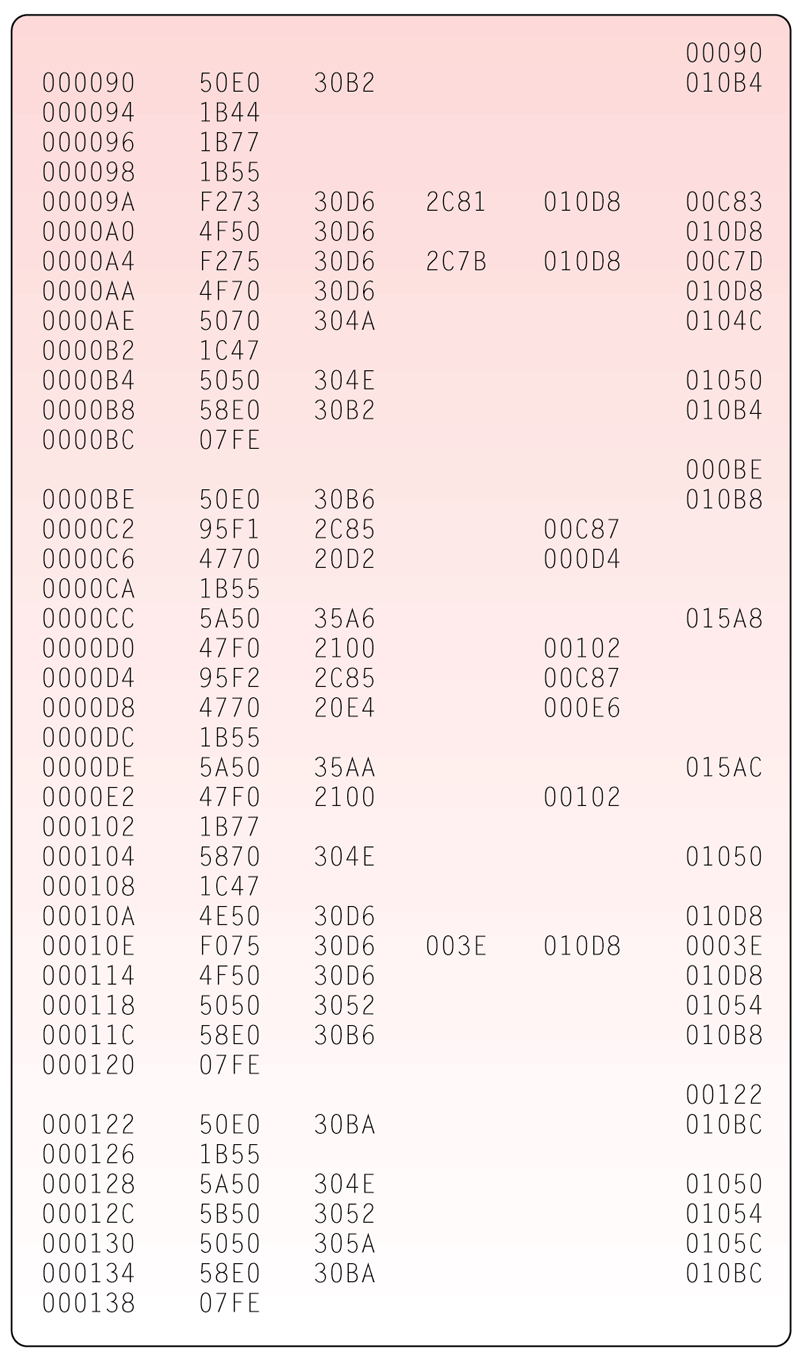 00090
000090 50E0 30B2 010B4
000094 1B44
000096 1B77
000098 1B55
00009A F273 30D6 2C81 010D8 00C83
0000A0 4F50 30D6 010D8
0000A4 F275 30D6 2C7B 010D8 00C7D
0000AA 4F70 30D6 010D8
0000AE 5070 304A 0104C
0000B2 1C47
0000B4 5050 304E 01050
0000B8 58E0 30B2 010B4
0000BC 07FE
000BE
0000BE 50E0 30B6 010B8
0000C2 95F1 2C85 00C87
0000C6 4770 20D2 000D4
0000CA 1B55
0000CC 5A50 35A6 015A8
0000D0 47F0 2100 00102
0000D4 95F2 2C85 00C87
0000D8 4770 20E4 000E6
0000DC 1B55
0000DE 5A50 35AA 015AC
0000E2 47F0 2100 00102
000102 1B77
000104 5870 304E 01050
000108 1C47
00010A 4E50 30D6 010D8
00010E F075 30D6 003E 010D8 0003E
000114 4F50 30D6 010D8
000118 5050 3052 01054
00011C 58E0 30B6 010B8
000120 07FE
00122
000122 50E0 30BA 010BC
000126 1B55
000128 5A50 304E 01050
00012C 5B50 3052 01054
000130 5050 305A 0105C
000134 58E0 30BA 010BC
000138 07FE